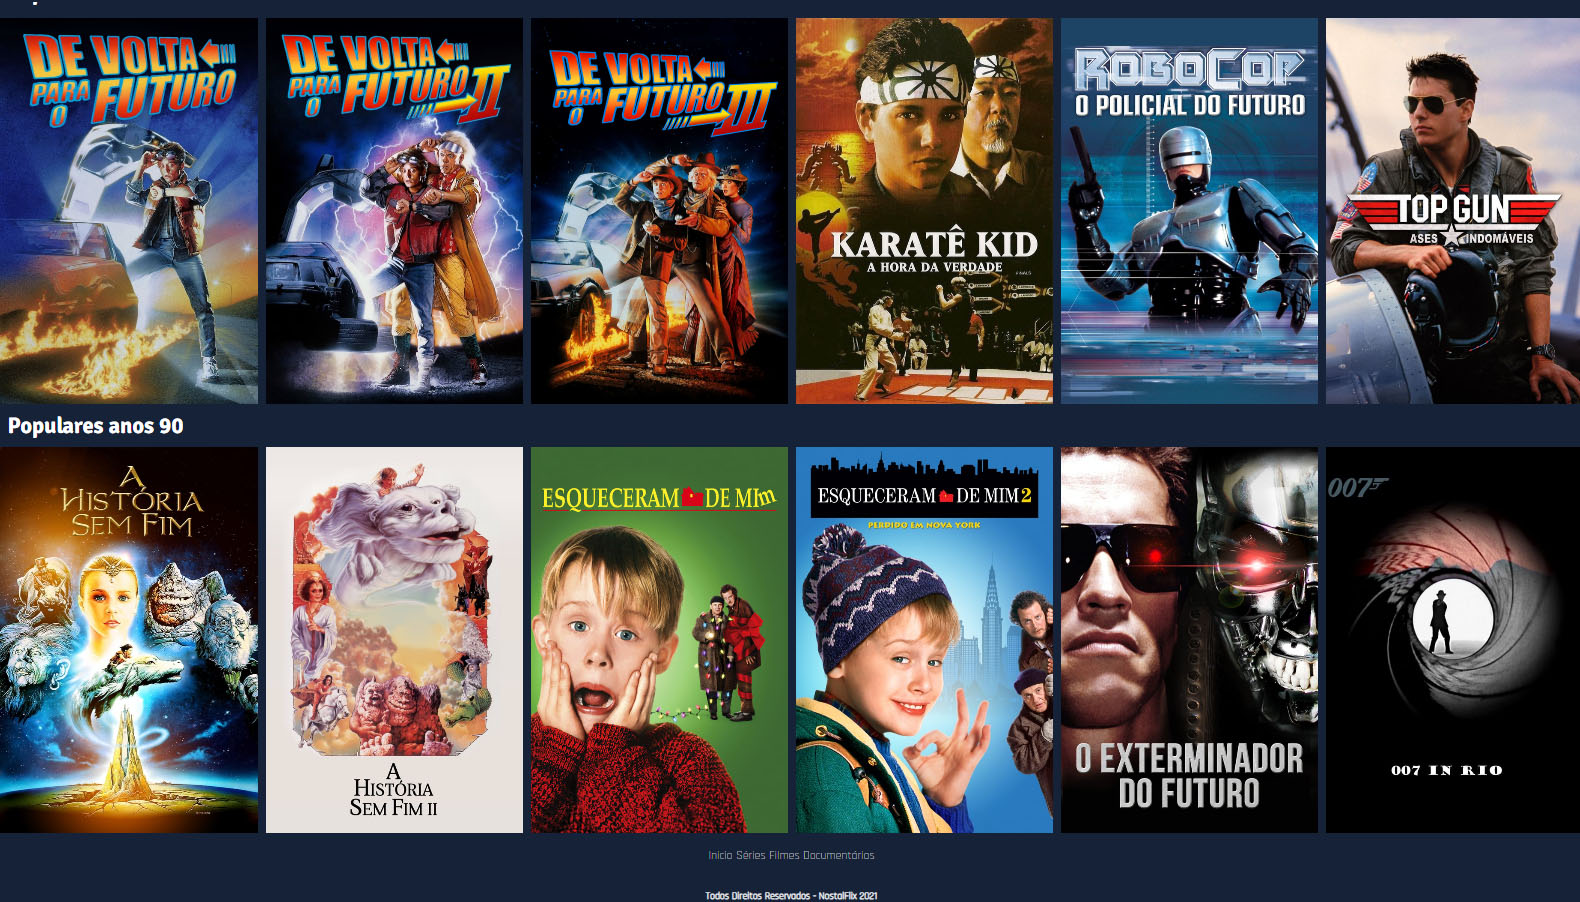 DE VOLTA
PARA O FUTURO
DE VOLTA
PARA O FUTURO II
DE VOLTA
PARA O FUTURO III
KARATÊ KID
A HORA DA VERDADE
FINALS
ROBOCOP
O POLICIAL DO FUTURO
TOP GUN
ASES INDOMÁVEIS
Populares anos 90
A
HISTÓRIA
SEM FIM
A
HISTÓRIA
SEM FIM II
ESQUECERAM DE MIm
ESQUECERAM DE MIM 2
PERDIDO EM NOVA YORK
O EXTERMINADOR
DO FUTURO
007
007 IN RIO
Inicio Séries Filmes Documentários
Todos Direitos Reservados - NostalFlix 2021